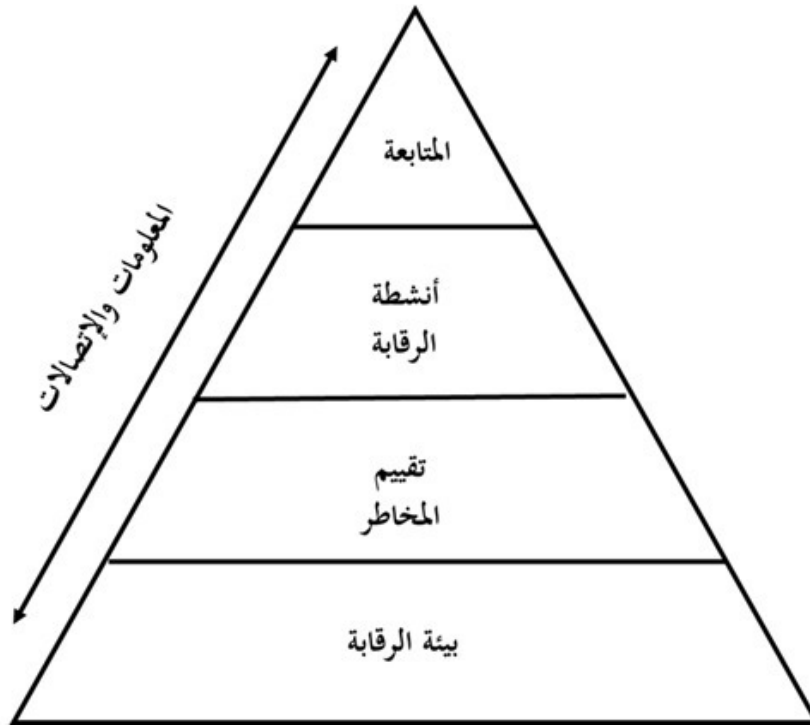 المتابعة
أنشطة
الرقابة
تقييم
المخاطر
بيئة الرقابة
المعلومات والإتصالات